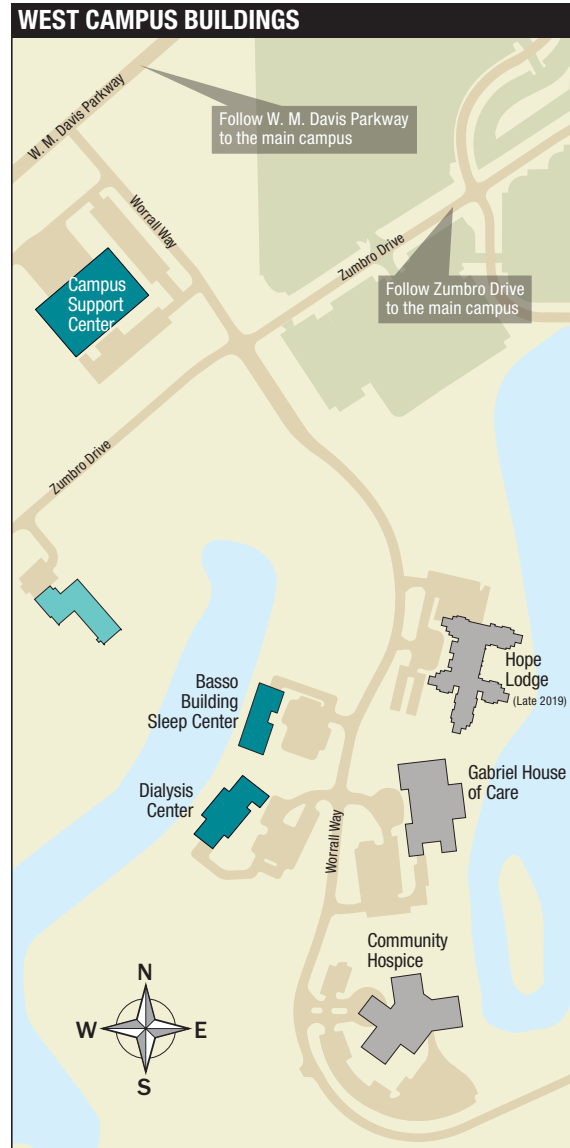 WEST CAMPUS BUILDINGS
W. M. Davis Parkway
Follow W. M. Davis Parkway
to the main campus
Worrall Way
Zumbro Drive
Campus
Support
Center
Follow Zumbro Drive
to the main campus
Zumbro Drive
Hope
Lodge
(Late 2019)
Basso
Building
Sleep Center
Gabriel House
of Care
Dialysis
Center
Worrall Way
Community
Hospice
N
W
E
S